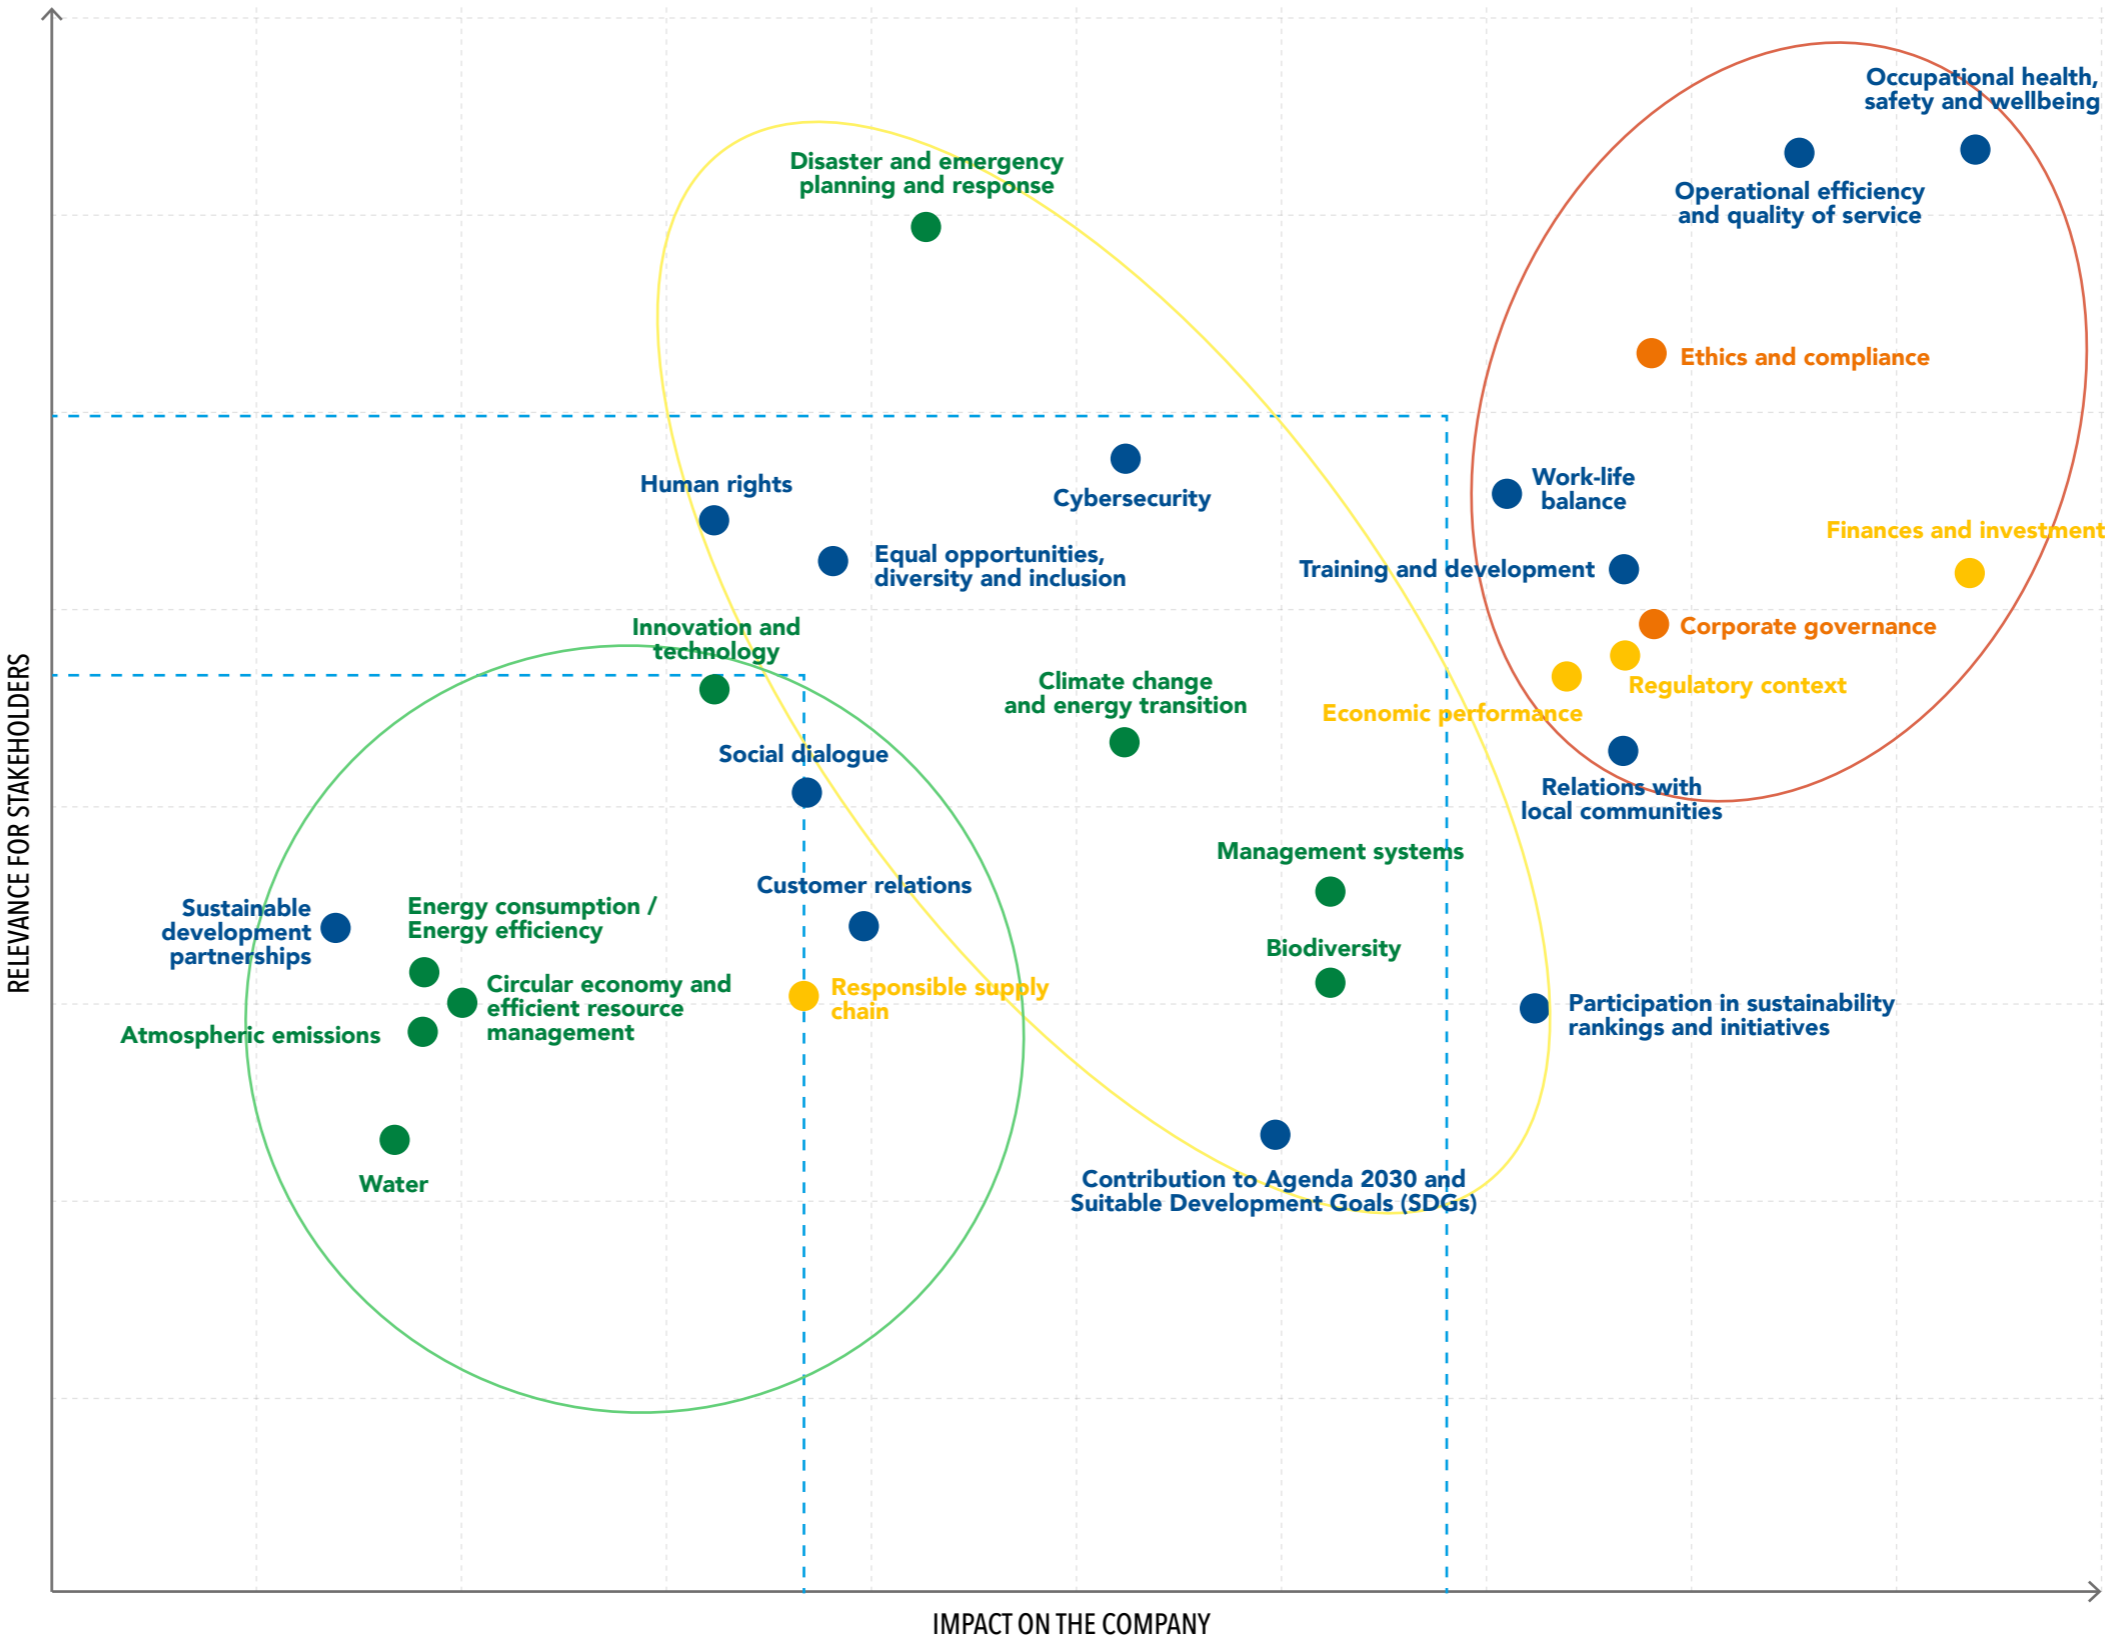 Occupational health,
safety and wellbeing
Disaster and emergency
planning and response
Operational efficiency
and quality of service
Ethics and compliance
Human rights
Cybersecurity
Work-life
balance
Finances and investment
Equal opportunities,
diversity and inclusion
Training and development
Innovation and
technology
Corporate governance
Climate change
and energy transition
Regulatory context
Economic performance
Social dialogue
Relations with
local communities
Management systems
Customer relations
Sustainable
development
partnerships
Energy consumption /
Energy efficiency
Biodiversity
Circular economy and
efficient resource
management
Responsible supply
chain
Participation in sustainability
rankings and initiatives
Atmospheric emissions
Water
Contribution to Agenda 2030 and
Suitable Development Goals (SDGs)
RELEVANCE FOR STAKEHOLDERS
IMPACT ON THE COMPANY